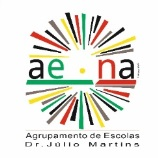 ae na
Agrupamento de Escolas
Dr. Júlio Martins